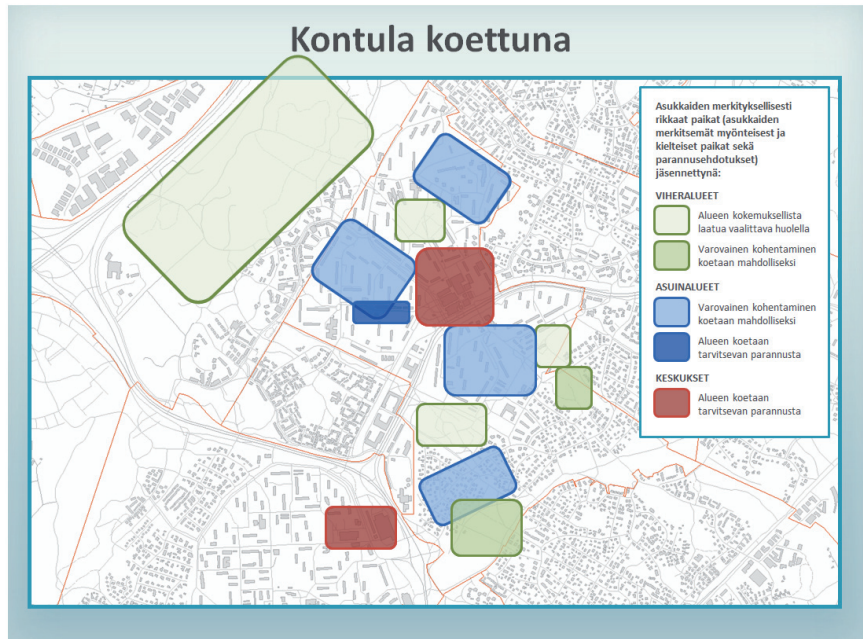 Kontula koettuna
Asukkaiden merkityksellisesti
rikkaat paikat (asukkaiden
merkitsemät myönteisest ja
kielteiset paikat sekä
parannusehdotukset)
jäsennettynä:
VIHERALUEET
Alueen kokemuksellista
laatua vaalittava huolella
Varovainen kohentaminen
koetaan mahdolliseksi
ASUINALUEET
Varovainen kohentaminen
koetaan mahdolliseksi
Alueen koetaan
tarvitsevan parannusta
KESKUKSET
Alueen koetaan
tarvitsevan parannusta